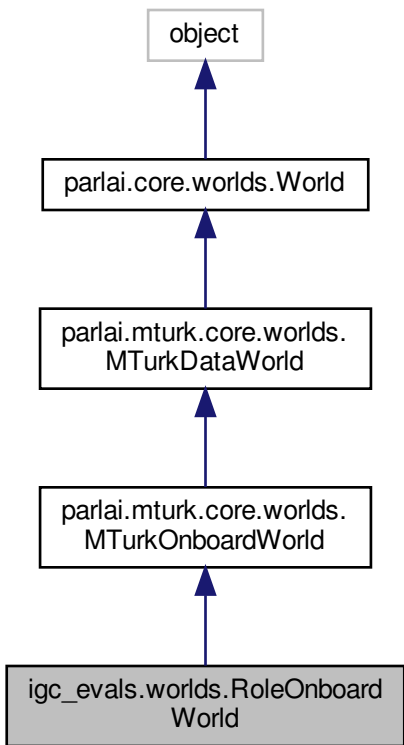 object
parlai.core.worlds.World
parlai.mturk.core.worlds.
MTurkDataWorld
parlai.mturk.core.worlds.
MTurkOnboardWorld
igc_evals.worlds.RoleOnboard
World